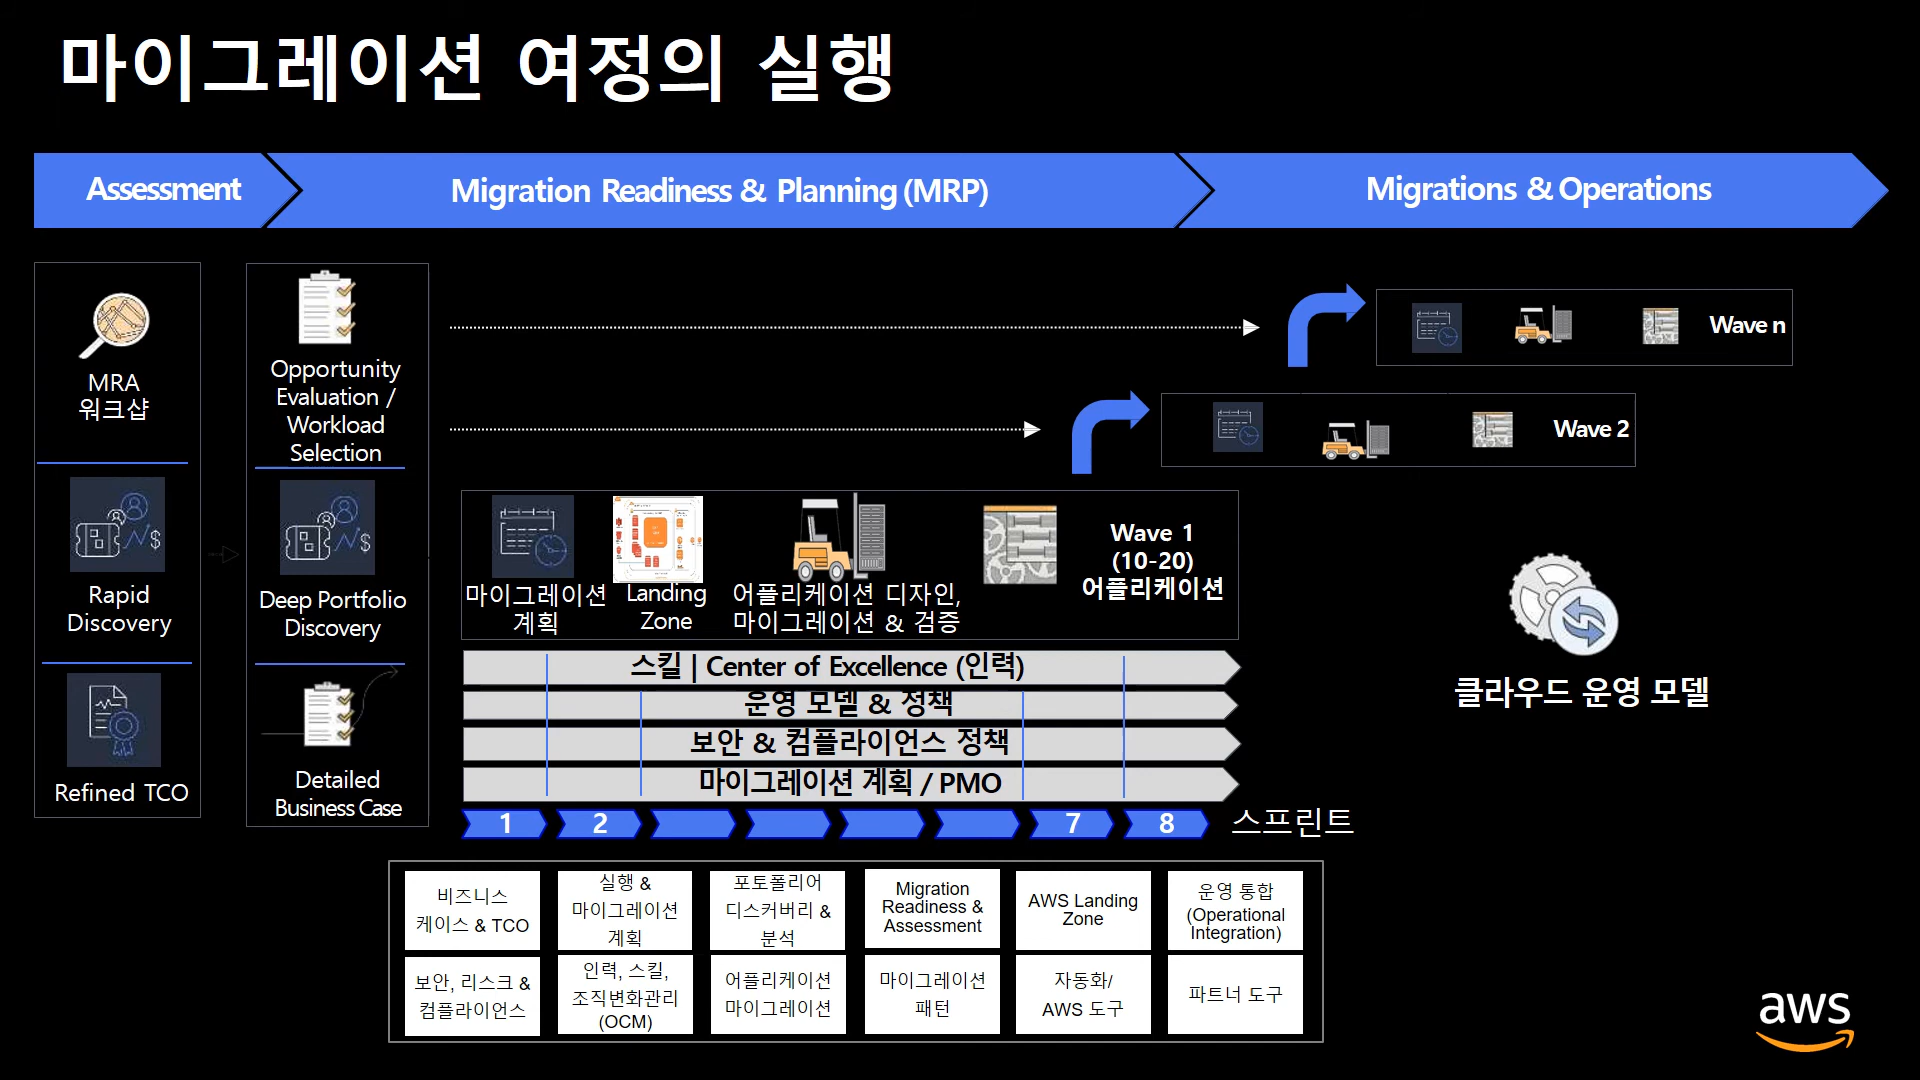 마이그레이션 여정의 실행
Assessment
Migration Readiness & Planning (MRP)
Migrations & Operations
MRA
워크샵
Rapid
Discovery
Refined TCO
Opportunity
Evaluation /
Workload
Selection
Deep Portfolio
Discovery
Detailed
Business Case
Wave n
Wave 2
마이그레이션
계획
Landing
Zone
어플리케이션 디자인,
마이그레이션 & 검증
Wave 1
(10-20)
어플리케이션
스킬 | Center of Excellence (인력)
운영 모델 & 정책
보안 & 컴플라이언스 정책
마이그레이션 계획 / PMO
1
2
7
8
스프린트
클라우드 운영 모델
비즈니스
케이스 & TCO
실행 &
마이그레이션
계획
포토폴리어
디스커버리 &
분석
Migration
Readiness &
Assessment
AWS Landing
Zone
운영 통합
(Operational
Integration)
보안, 리스크 &
컴플라이언스
인력, 스킬,
조직변화관리
(OCM)
어플리케이션
마이그레이션
마이그레이션
패턴
자동화/
AWS 도구
파트너 도구
aws